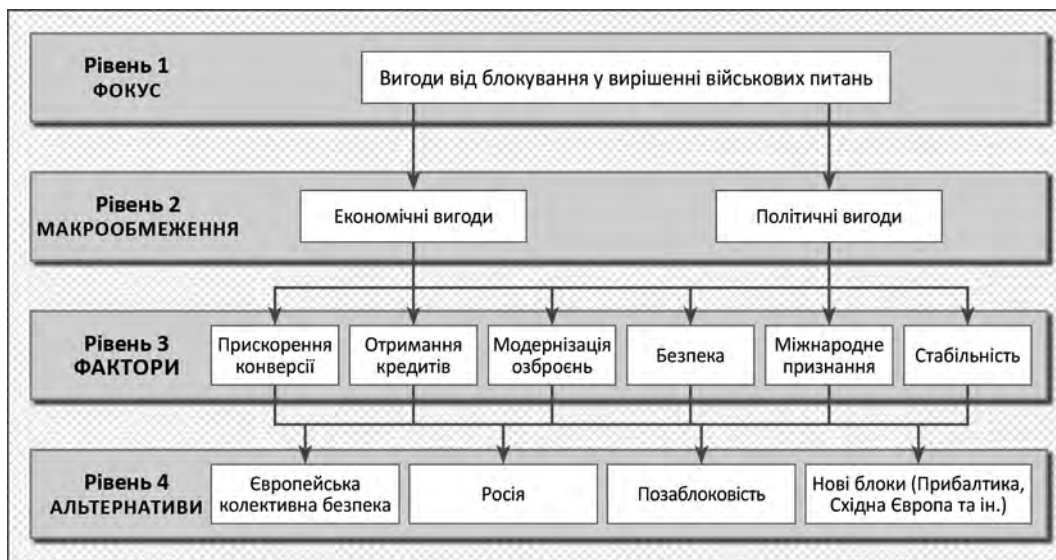 Рівень 1
ФОКУС
Вигоди від блокування у вирішенні військових питань
Рівень 2
МАКРООБМЕЖЕННЯ
Економічні вигоди
Політичні вигоди
Рівень 3
ФАКТОРИ
Прискорення
конверсії
Отримання
кредитів
Модернізація
озброєнь
Безпека
Міжнародне
признання
Стабільність
Рівень 4
АЛЬТЕРНАТИВИ
Європейська
колективна безпека
Росія
Позаблоковість
Нові блоки (Прибалтика,
Східна Європа та ін.)